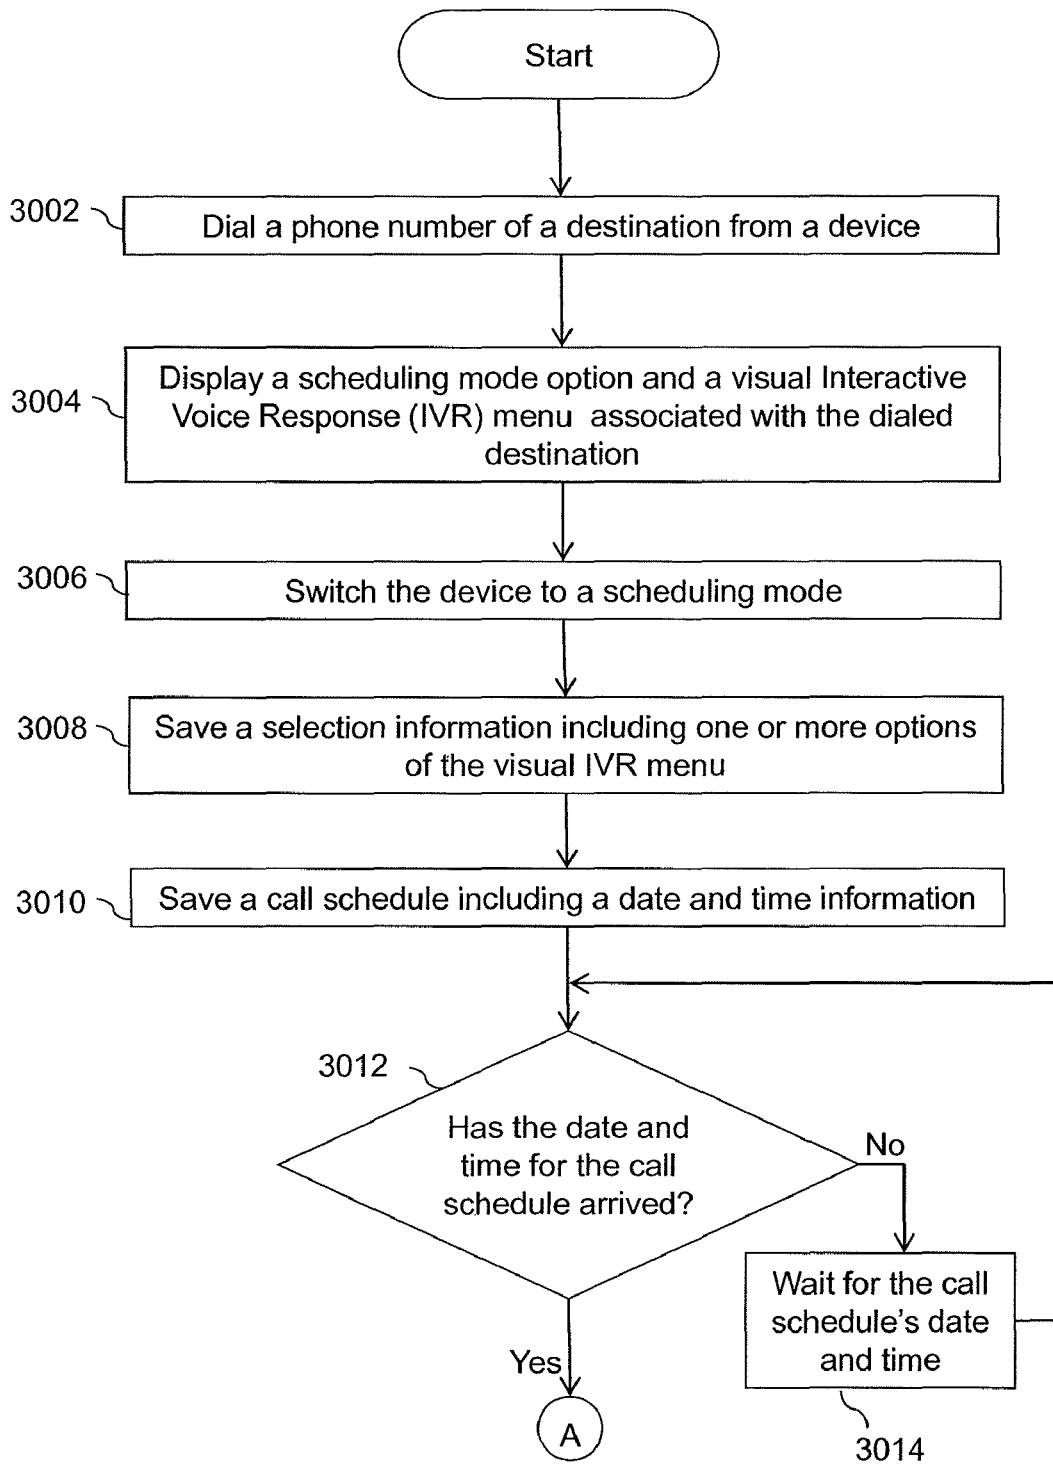 Start
3002
Dial a phone number of a destination from a device
3004
Display a scheduling mode option and a visual Interactive
Voice Response (IVR) menu associated with the dialed
destination
3006
Switch the device to a scheduling mode
3008
Save a selection information including one or more options
of the visual IVR menu
3010
Save a call schedule including a date and time information
3012
Has the date and
time for the call
schedule arrived?
No
Wait for the call
schedule's date
and time
Yes
A
3014